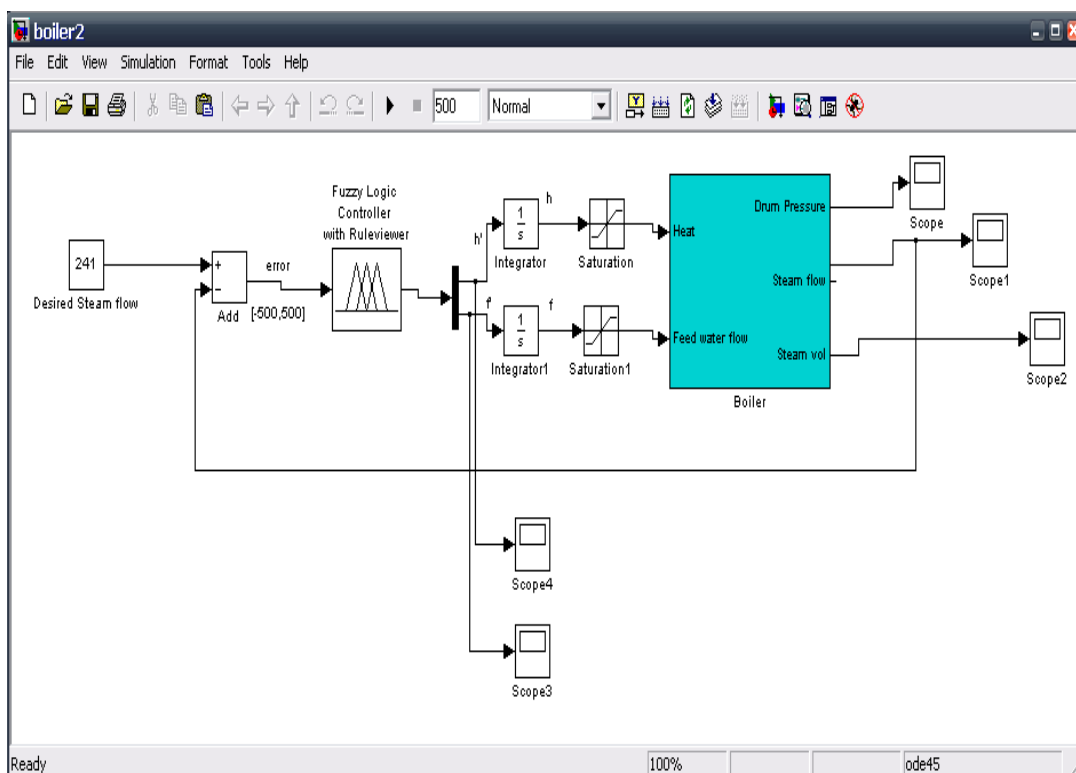 boiler2
File Edit View Simulation Format Tools Help
500 Normal
Fuzzy Logic
Controller
with Ruleviewer
241
Desired Steam flow
+
−
Add
error
[-500,500]
h'
f'
1
s
Integrator
h
Saturation
1
s
Integrator1
f
Saturation1
Heat
Feed water flow
Drum Pressure
Steam flow
Steam vol
Boiler
Scope
Scope1
Scope2
Scope4
Scope3
Ready 100% ode45